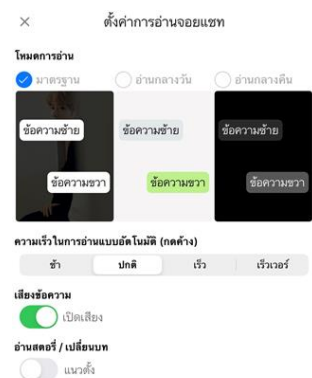 ตั้งค่าการอ่านจอยแชท
โหมดการอ่าน
มาตรฐาน อ่านกลางวัน อ่านกลางคืน
ข้อความซ้าย ข้อความซ้าย ข้อความซ้าย
ข้อความขวา ข้อความขวา ข้อความขวา
ความเร็วในการอ่านแบบอัตโนมัติ (กดค้าง)
ช้า ปกติ เร็ว เร็วเวอร์
เสียงข้อความ
เปิดเสียง
อ่านสตอรี่ / เปลี่ยนบท
แนวตั้ง